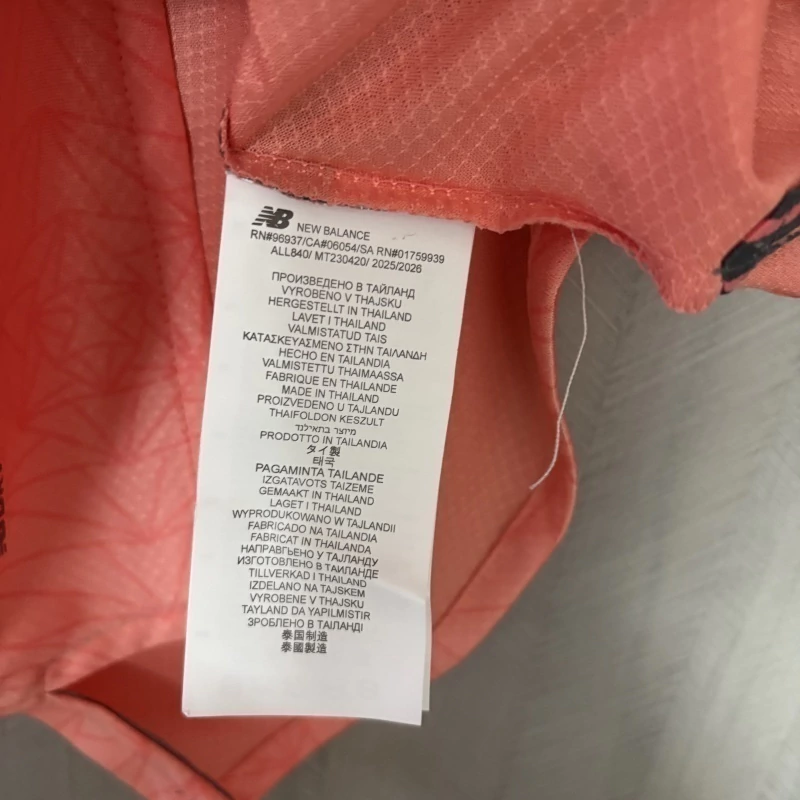 NB NEW BALANCE
RN#96937/CA#06054/SA RN#01759939
ALL840/ MT230420/ 2025/2026
ПРОИЗВЕДЕНО В ТАЙЛАНД
VYROBENO V THAJSKU
HERGESTELLT IN THAILAND
LAVET I THAILAND
VALMISTATUD TAIS
ΚΑΤΑΣΚΕΥΑΣΜΕΝΟ ΣΤΗΝ ΤΑΙΛΑΝΔΗ
HECHO EN TAILANDIA
VALMISTETTU THAIMAASSA
FABRIQUE EN THAILANDE
MADE IN THAILAND
PROIZVEDENO U TAJLANDU
THAIFOLDON KESZULT
מיוצר בתאילנד
PRODOTTO IN TAILANDIA
タイ製
태국
PAGAMINTA TAILANDE
IZGATAVOTS TAIZEME
GEMAAKT IN THAILAND
LAGET I THAILAND
WYPRODUKOWANO W TAJLANDII
FABRICADO NA TAILANDIA
FABRICAT IN THAILANDA
НАПРАВЉЕНО У ТАЈЛАНДУ
ИЗГОТОВЛЕНО В ТАИЛАНДЕ
TILLVERKAD I THAILAND
IZDELANO NA TAJSKEM
VYROBENE V THAJSKU
TAYLAND DA YAPILMISTIR
ЗРОБЛЕНО В ТАІЛАНДІ
泰国制造
泰國製造